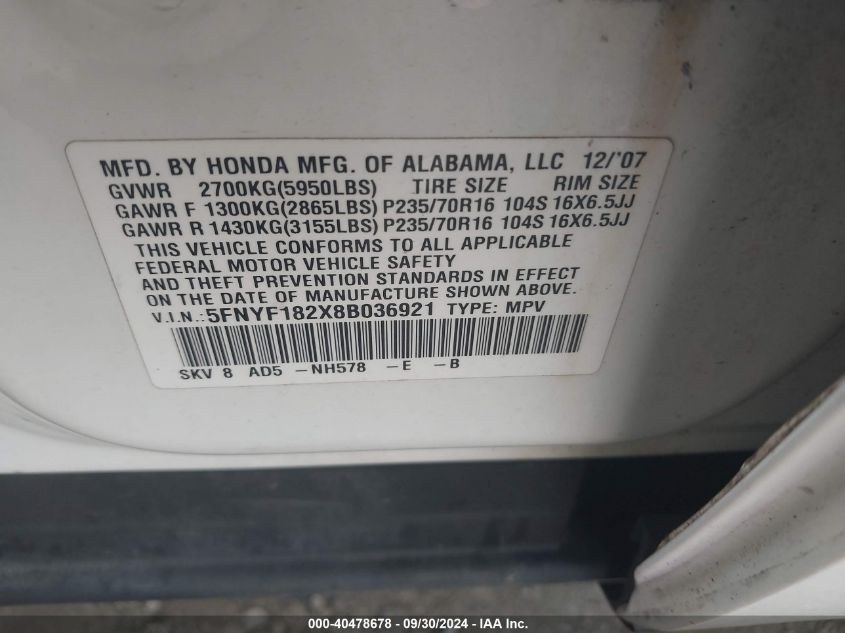 MFD. BY HONDA MFG. OF ALABAMA, LLC 12/'07
GVWR 2700KG(5950LBS) TIRE SIZE RIM SIZE
GAWR F 1300KG(2865LBS) P235/70R16 104S 16X6.5JJ
GAWR R 1430KG(3155LBS) P235/70R16 104S 16X6.5JJ
THIS VEHICLE CONFORMS TO ALL APPLICABLE
FEDERAL MOTOR VEHICLE SAFETY
AND THEFT PREVENTION STANDARDS IN EFFECT
ON THE DATE OF MANUFACTURE SHOWN ABOVE.
V.I.N.:5FNYF182X8B036921 TYPE: MPV
SKV 8 AD5 -NH578 -E -B
000-40478678 - 09/30/2024 - IAA Inc.